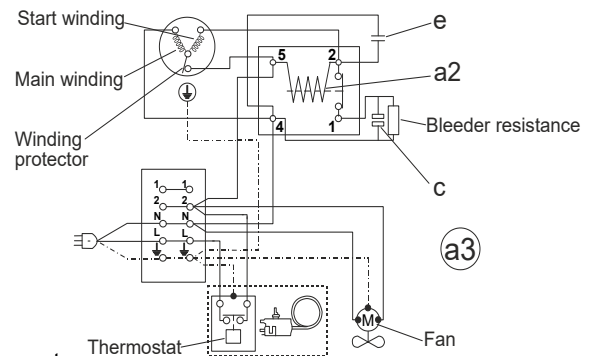 Start winding
e
5 2
a2
Main winding
Winding
protector
4 1
Bleeder resistance
c
1 1
2 2
N N
L L
a3
M
Thermostat
Fan